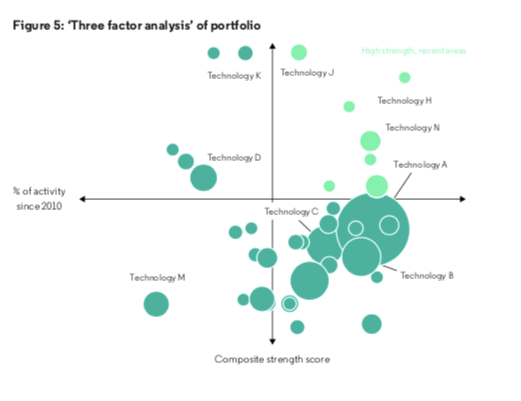 Figure 5: ‘Three factor analysis’ of portfolio
High strength, recent areas
Technology K
Technology J
Technology H
Technology N
Technology D
Technology A
% of activity
since 2010
Technology C
Technology M
Technology B
Composite strength score